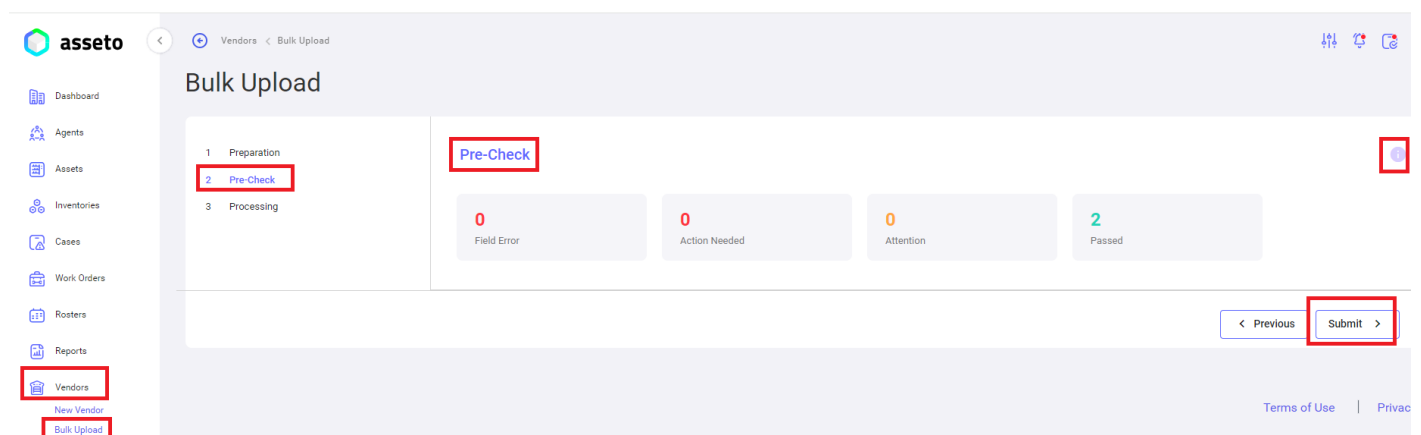 asseto
Vendors < Bulk Upload
Bulk Upload
Dashboard
Agents
Assets
Inventories
Cases
Work Orders
Rosters
Reports
Vendors
New Vendor
Bulk Upload
1 Preparation
2 Pre-Check
3 Processing
Pre-Check
0
Field Error
0
Action Needed
0
Attention
2
Passed
< Previous
Submit >
Terms of Use | Privac